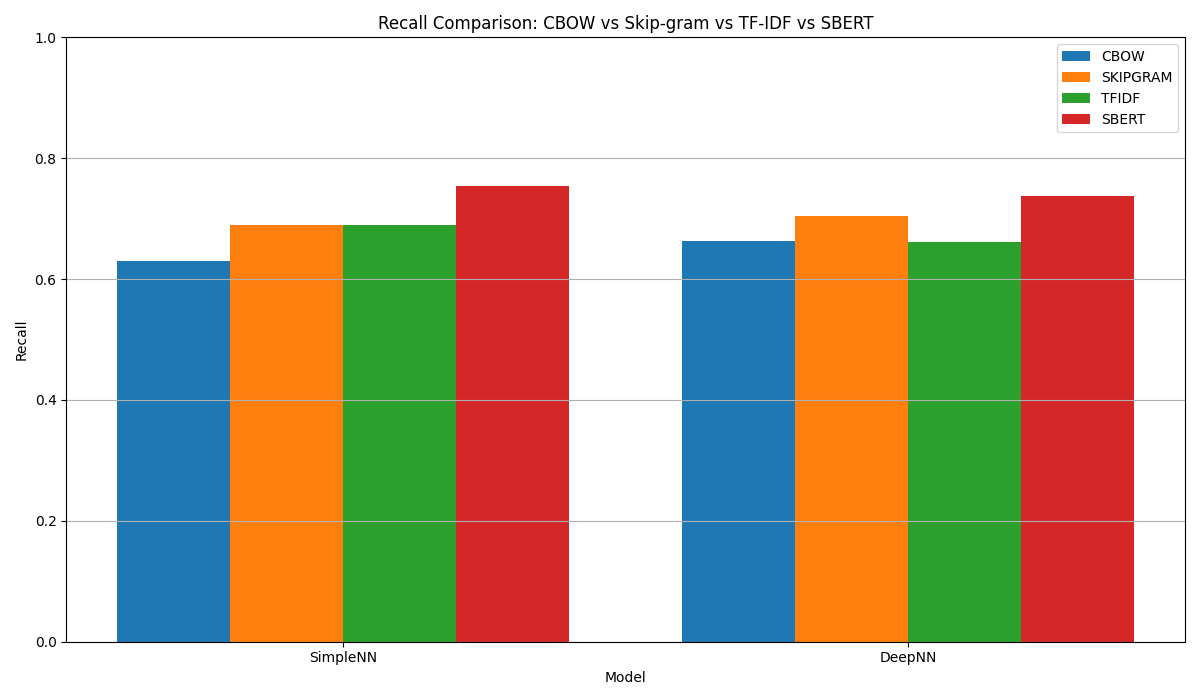 Recall Comparison: CBOW vs Skip-gram vs TF-IDF vs SBERT
1.0
0.8
0.6
0.4
0.2
0.0
Recall
CBOW
SKIPGRAM
TFIDF
SBERT
SimpleNN
DeepNN
Model